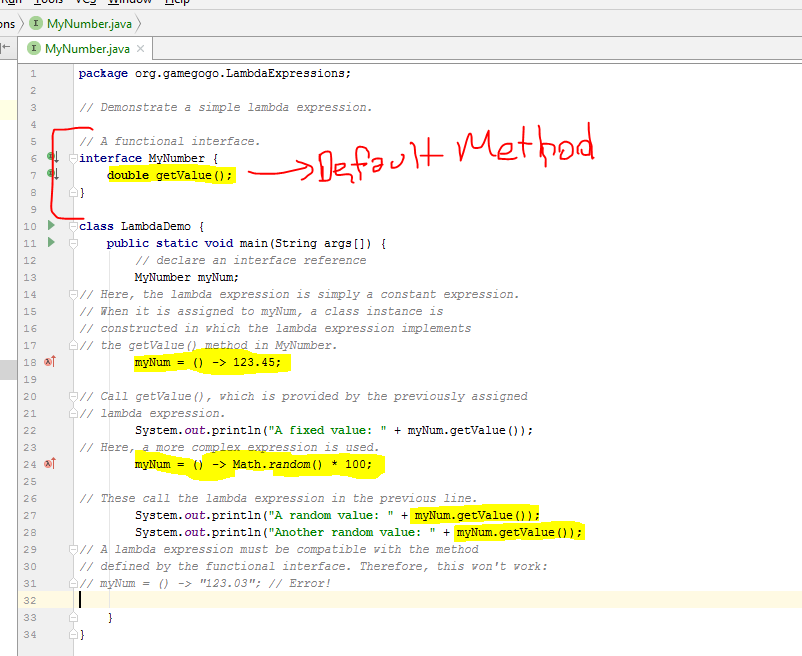 Run Tools VCS Window Help
ons MyNumber.java
MyNumber.java
1 package org.gamegogo.LambdaExpressions;
2
3 // Demonstrate a simple lambda expression.
4
5 // A functional interface.
6 interface MyNumber {
7 double getValue(); Default Method
8 }
9
10 class LambdaDemo {
11 public static void main(String args[]) {
12 // declare an interface reference
13 MyNumber myNum;
14 // Here, the lambda expression is simply a constant expression.
15 // When it is assigned to myNum, a class instance is
16 // constructed in which the lambda expression implements
17 // the getValue() method in MyNumber.
18 myNum = () -> 123.45;
19
20 // Call getValue(), which is provided by the previously assigned
21 // lambda expression.
22 System.out.println("A fixed value: " + myNum.getValue());
23 // Here, a more complex expression is used.
24 myNum = () -> Math.random() * 100;
25
26 // These call the lambda expression in the previous line.
27 System.out.println("A random value: " + myNum.getValue());
28 System.out.println("Another random value: " + myNum.getValue());
29 // A lambda expression must be compatible with the method
30 // defined by the functional interface. Therefore, this won't work:
31 // myNum = () -> "123.03"; // Error!
32
33 }
34 }